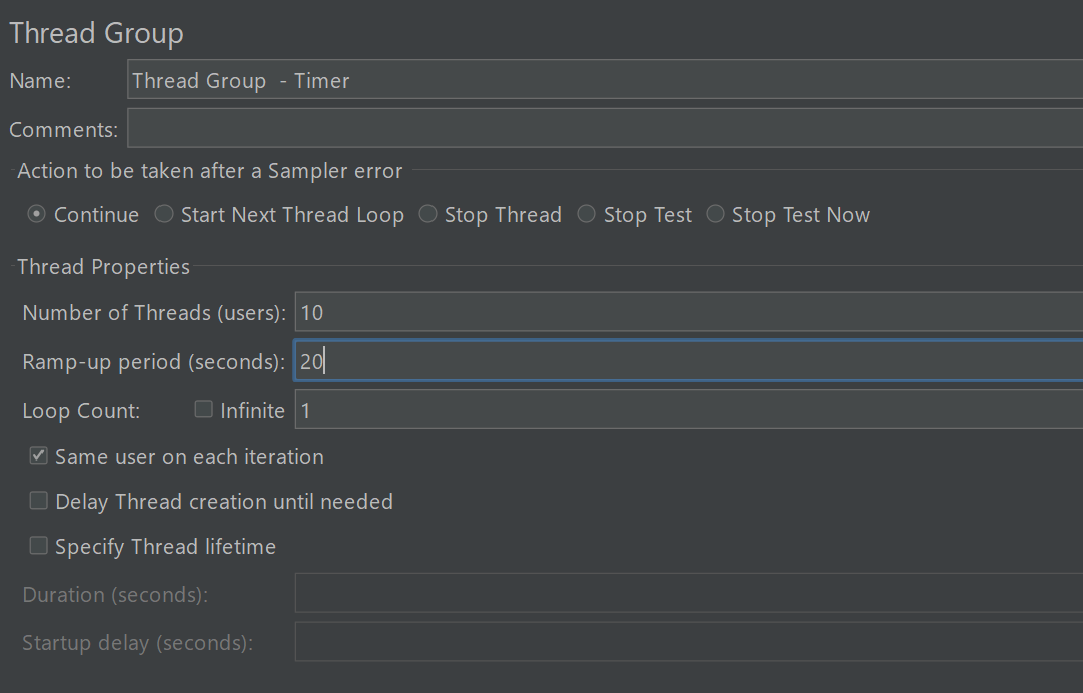 Thread Group
Name: Thread Group  - Timer
Comments:
Action to be taken after a Sampler error
Continue Start Next Thread Loop Stop Thread Stop Test Stop Test Now
Thread Properties
Number of Threads (users): 10
Ramp-up period (seconds): 20
Loop Count: Infinite 1
Same user on each iteration
Delay Thread creation until needed
Specify Thread lifetime
Duration (seconds):
Startup delay (seconds):